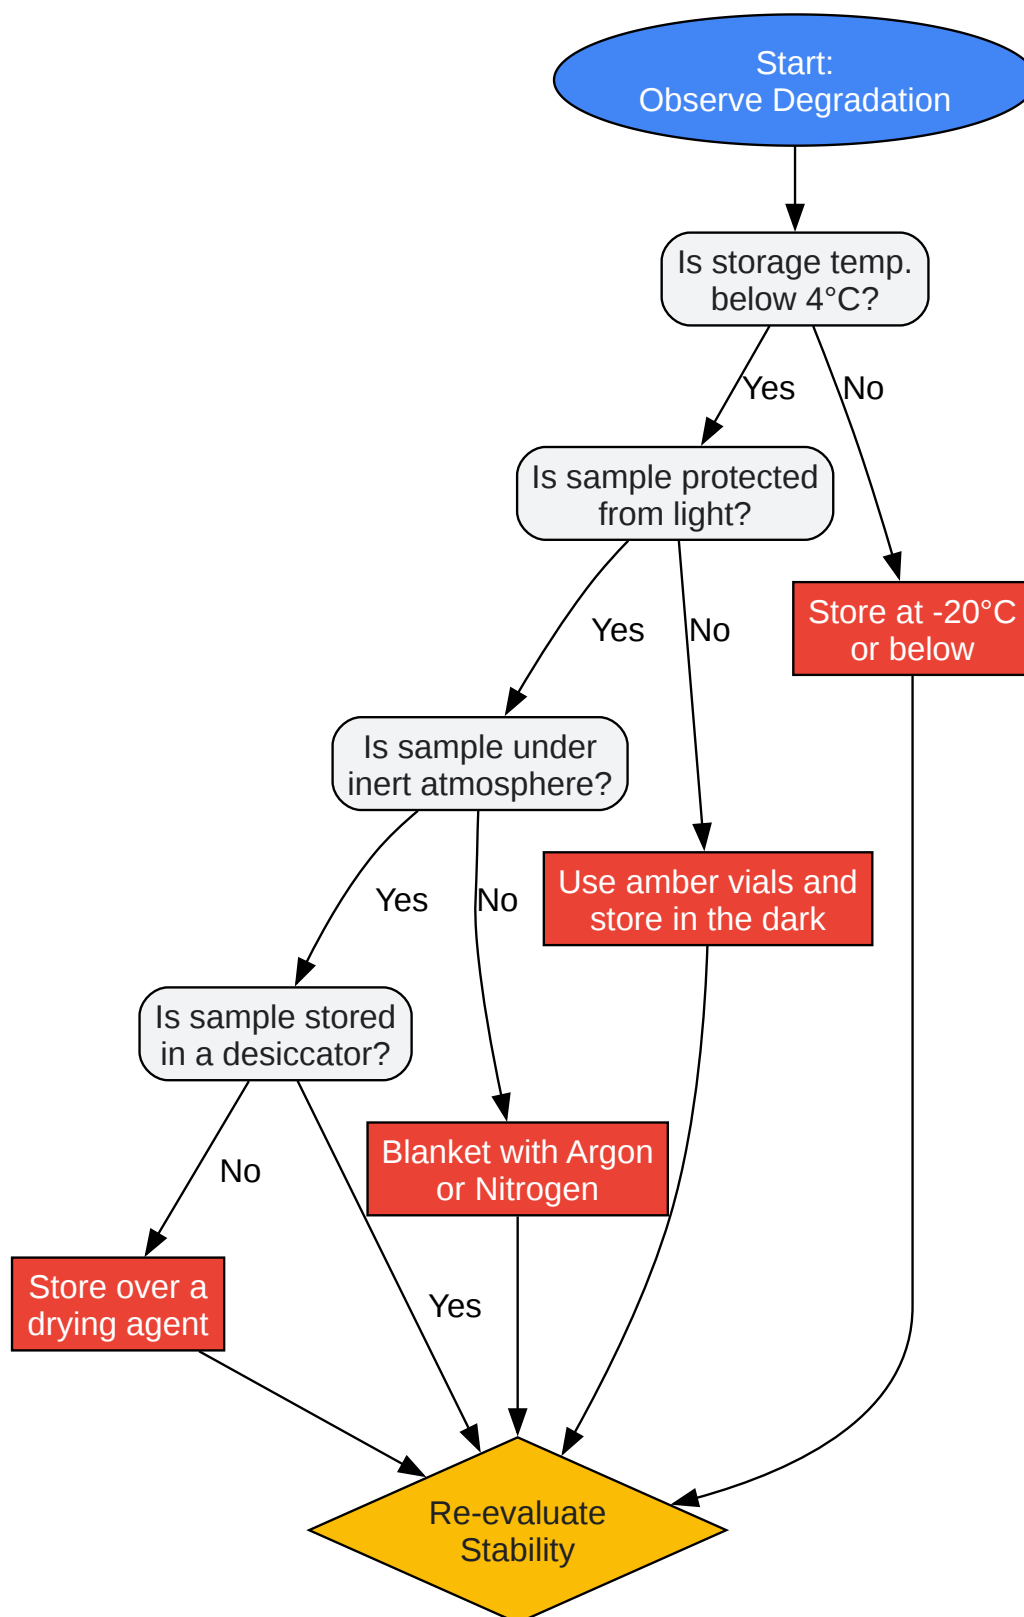 Start:
Observe Degradation
Is storage temp.
below 4°C?
Yes
No
Is sample protected
from light?
Store at -20°C
or below
Yes
No
Is sample under
inert atmosphere?
Use amber vials and
store in the dark
Yes
No
Is sample stored
in a desiccator?
Blanket with Argon
or Nitrogen
No
Store over a
drying agent
Yes
Re-evaluate
Stability